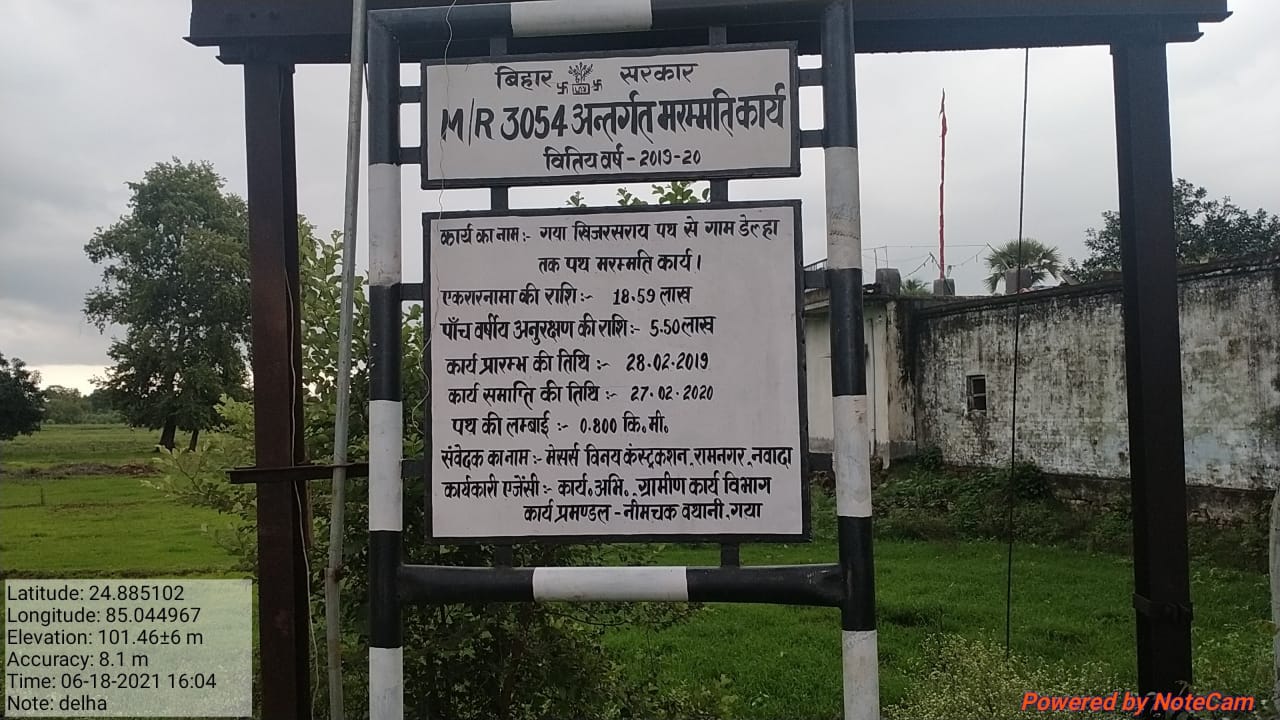 बिहार सरकार
M/R 3054 अन्तर्गत मरम्मति कार्य
वितिय वर्ष - 2019-20
कार्य का नाम :- गया खिजरसराय पथ से गाम डेल्हा
तक पथ मरम्मति कार्य।
एकरारनामा की राशि :- 18.59 लाख
पाँच वर्षीय अनुरक्षण की राशि :- 5.50 लाख
कार्य प्रारम्भ की तिथि :- 28.02.2019
कार्य समाप्ति की तिथि :- 27.02.2020
पथ की लम्बाई :- 0.800 कि.मी.
संवेदक का नाम :- मेसर्स विनय कंस्ट्रकशन, रामनगर, नवादा
कार्यकारी एजेंसी :- कार्य. अभि., ग्रामीण कार्य विभाग
कार्य प्रमण्डल - नीमचक वथानी, गया
Latitude: 24.885102
Longitude: 85.044967
Elevation: 101.46±6 m
Accuracy: 8.1 m
Time: 06-18-2021 16:04
Note: delha
Powered by NoteCam